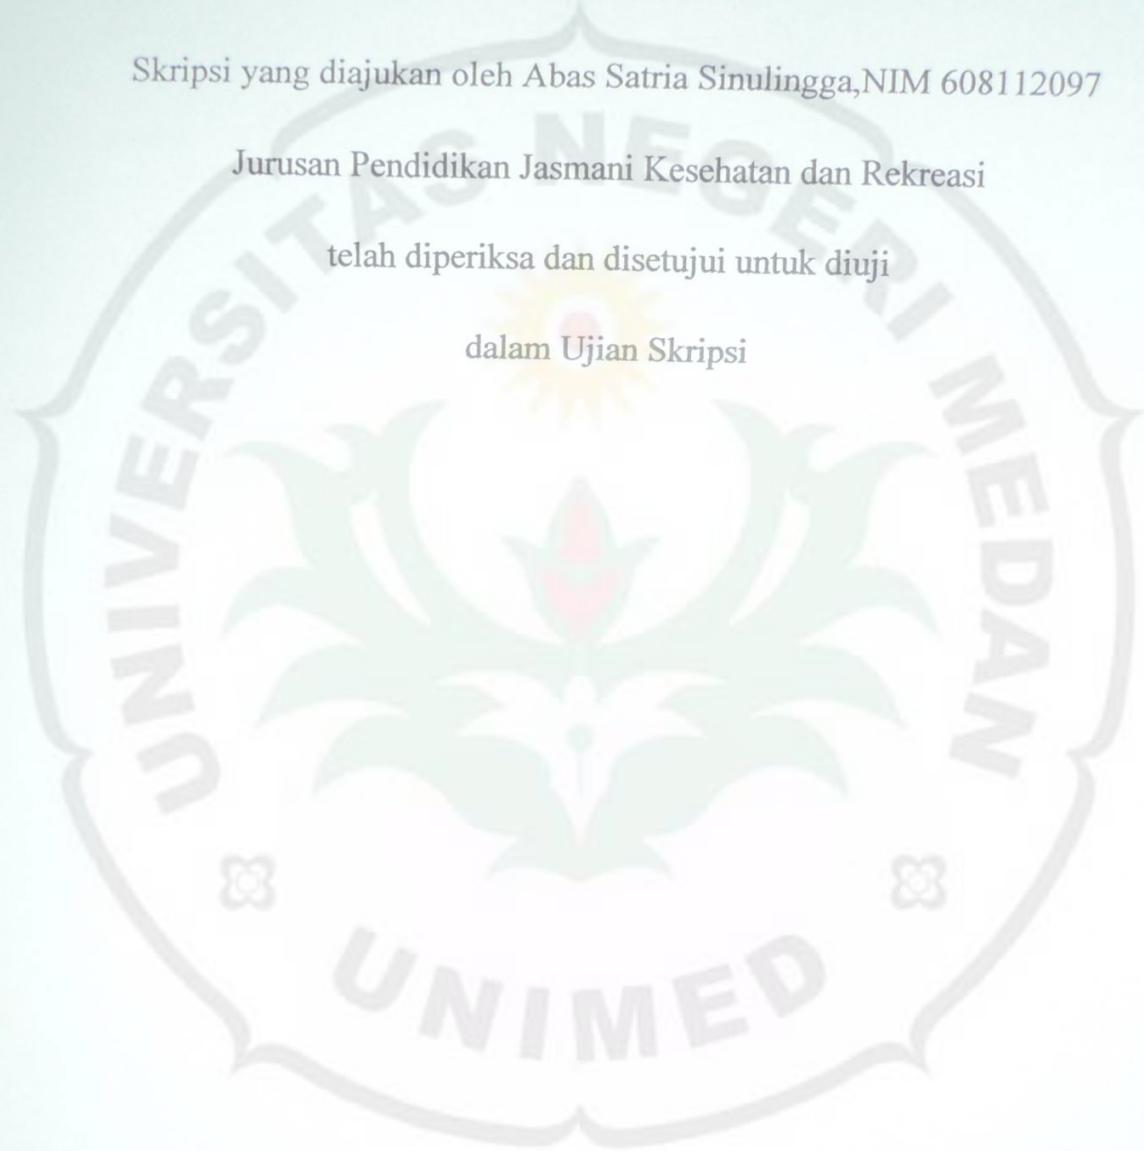 Skripsi yang diajukan oleh Abas Satria Sinulingga,NIM 608112097
Jurusan Pendidikan Jasmani Kesehatan dan Rekreasi
telah diperiksa dan disetujui untuk diuji
dalam Ujian Skripsi
UNIVERSITAS NEGERI MEDAN
UNIMED